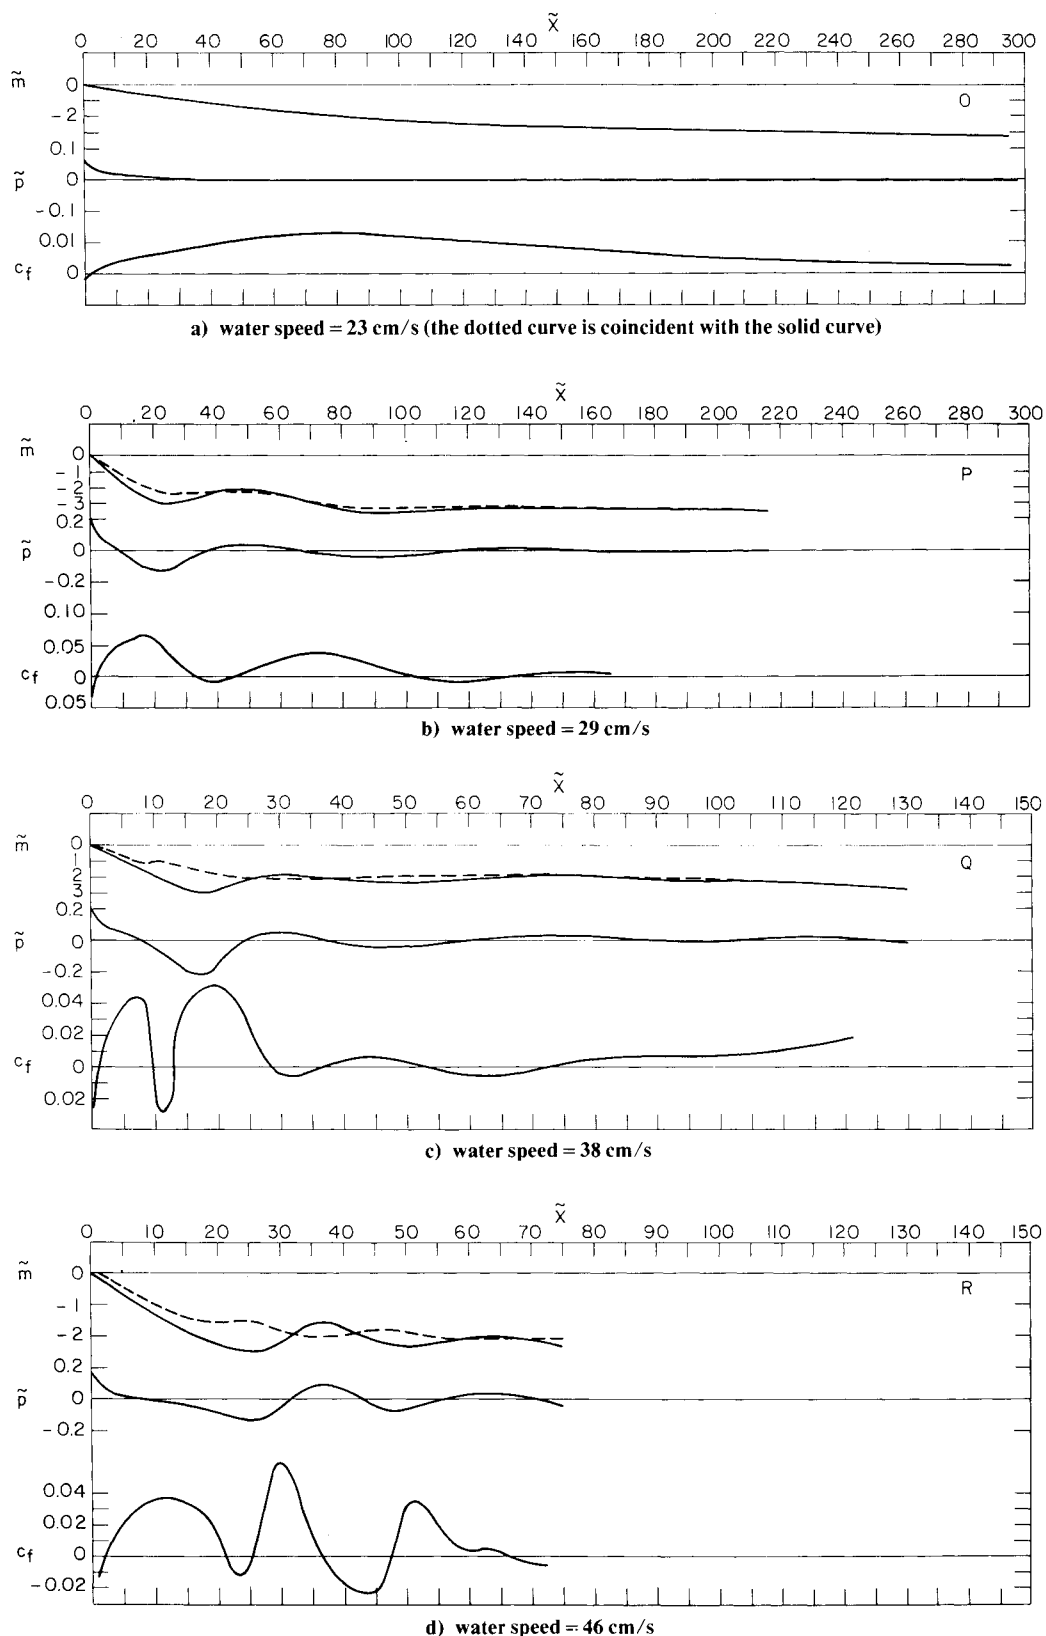 x̃
0 20 40 60 80 100 120 140 160 180 200 220 240 260 280 300
m̃ 0
O
-2
0.1
p̃ 0
-0.1
0.01
cf 0
a) water speed = 23 cm/s (the dotted curve is coincident with the solid curve)
x̃
0 20 40 60 80 100 120 140 160 180 200 220 240 260 280 300
m̃ 0
-1
P
-2
-3
0.2
p̃ 0
-0.2
0.10
0.05
cf 0
0.05
b) water speed = 29 cm/s
x̃
0 10 20 30 40 50 60 70 80 90 100 110 120 130 140 150
m̃ 0
1
Q
2
3
0.2
p̃ 0
-0.2
0.04
0.02
cf 0
0.02
c) water speed = 38 cm/s
x̃
0 10 20 30 40 50 60 70 80 90 100 110 120 130 140 150
m̃ 0
R
-1
-2
0.2
p̃ 0
-0.2
0.04
0.02
cf 0
-0.02
d) water speed = 46 cm/s